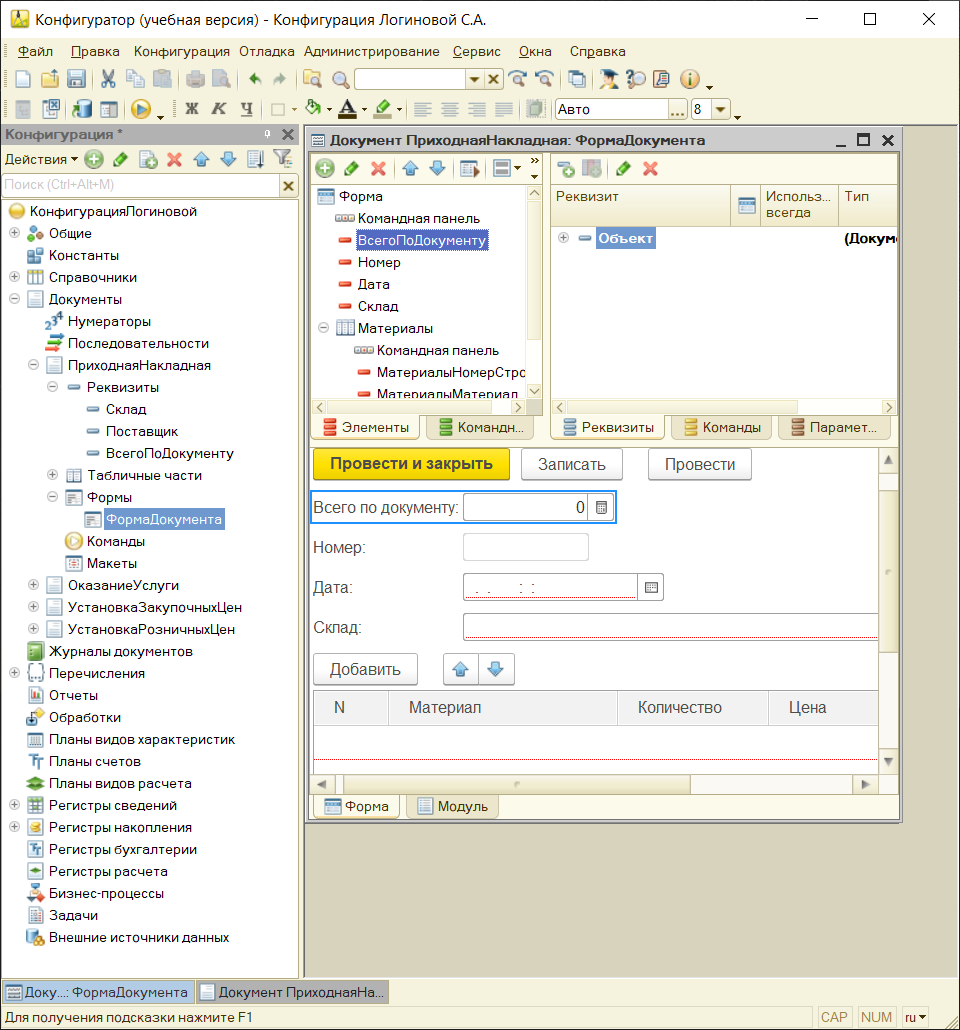 Конфигуратор (учебная версия) - Конфигурация Логиновой С.А.
Файл Правка Конфигурация Отладка Администрирование Сервис Окна Справка
Ж К Ч Авто ... 8
Конфигурация *
Действия
Поиск (Ctrl+Alt+M)
КонфигурацияЛогиновой
Общие
Константы
Справочники
Документы
Нумераторы
Последовательности
ПриходнаяНакладная
Реквизиты
Склад
Поставщик
ВсегоПоДокументу
Табличные части
Формы
ФормаДокумента
Команды
Макеты
ОказаниеУслуги
УстановкаЗакупочныхЦен
УстановкаРозничныхЦен
Журналы документов
Перечисления
Отчеты
Обработки
Планы видов характеристик
Планы счетов
Планы видов расчета
Регистры сведений
Регистры накопления
Регистры бухгалтерии
Регистры расчета
Бизнес-процессы
Задачи
Внешние источники данных
Документ ПриходнаяНакладная: ФормаДокумента
Форма
Командная панель
ВсегоПоДокументу
Номер
Дата
Склад
Материалы
Командная панель
МатериалыНомерСтро
МатериалыМатериал
Элементы Командн...
Реквизит Использ... всегда Тип
Объект (Докуме
Реквизиты Команды Парамет...
Провести и закрыть Записать Провести
Всего по документу: 0
Номер:
Дата: . . : :
Склад:
Добавить
N Материал Количество Цена
Форма Модуль
Доку...: ФормаДокумента Документ ПриходнаяНа...
Для получения подсказки нажмите F1 CAP NUM ru